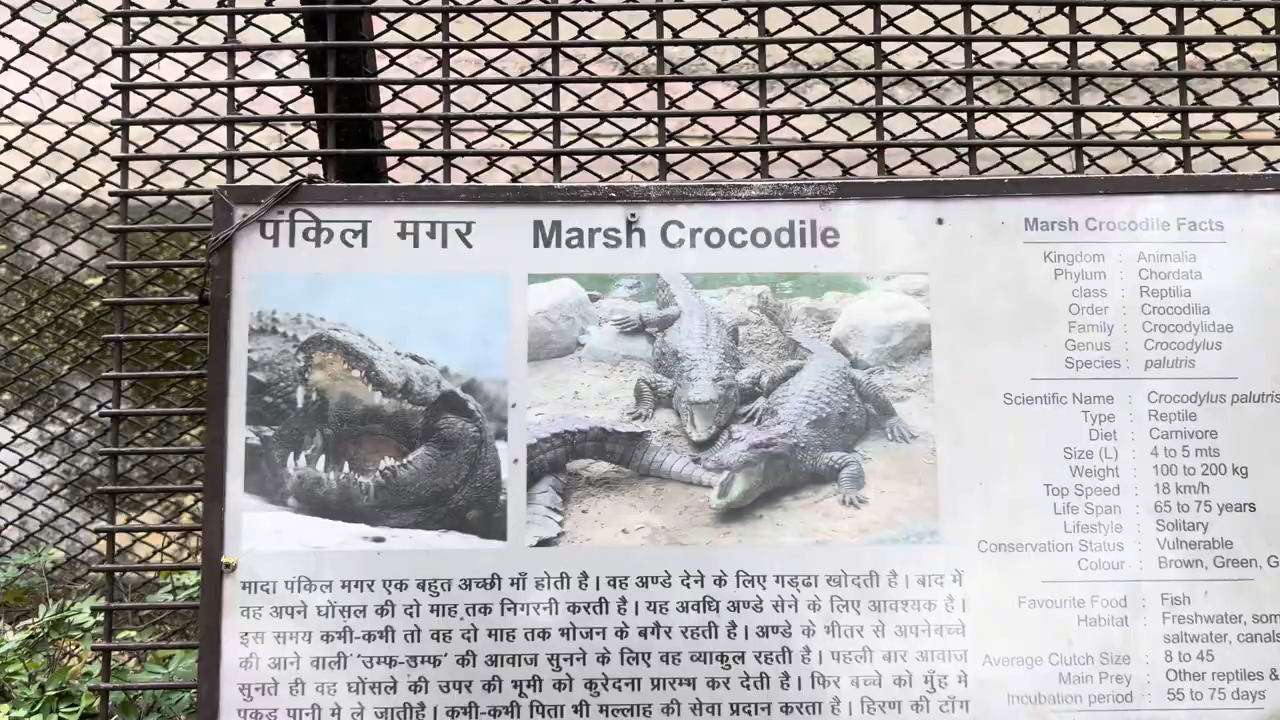 पंकिल मगर Marsh Crocodile
मादा पंकिल मगर एक बहुत अच्छी माँ होती है। वह अण्डे देने के लिए गड्ढा खोदती है। बाद में
वह अपने घोंसल की दो माह तक निगरनी करती है। यह अवधि अण्डे सेने के लिए आवश्यक है।
इस समय कभी-कभी तो वह दो माह तक भोजन के बगैर रहती है। अण्डे के भीतर से अपनेबच्चे
की आने वाली 'उम्फ-उम्फ' की आवाज सुनने के लिए वह व्याकुल रहती है। पहली बार आवाज
सुनते ही वह घोंसले की उपर की भूमी को कुरेदना प्रारम्भ कर देती है। फिर बच्चे को मुँह मे
पकड़ पानी मे ले जातीहै। कभी-कभी पिता भी मल्लाह की सेवा प्रदान करता है। हिरण की टाँग
Marsh Crocodile Facts
Kingdom : Animalia
Phylum : Chordata
class : Reptilia
Order : Crocodilia
Family : Crocodylidae
Genus : Crocodylus
Species : palutris
Scientific Name : Crocodylus palutris
Type : Reptile
Diet : Carnivore
Size (L) : 4 to 5 mts
Weight : 100 to 200 kg
Top Speed : 18 km/h
Life Span : 65 to 75 years
Lifestyle : Solitary
Conservation Status : Vulnerable
Colour : Brown, Green, G
Favourite Food : Fish
Habitat : Freshwater, som
saltwater, canals
Average Clutch Size : 8 to 45
Main Prey : Other reptiles &
Incubation period : 55 to 75 days